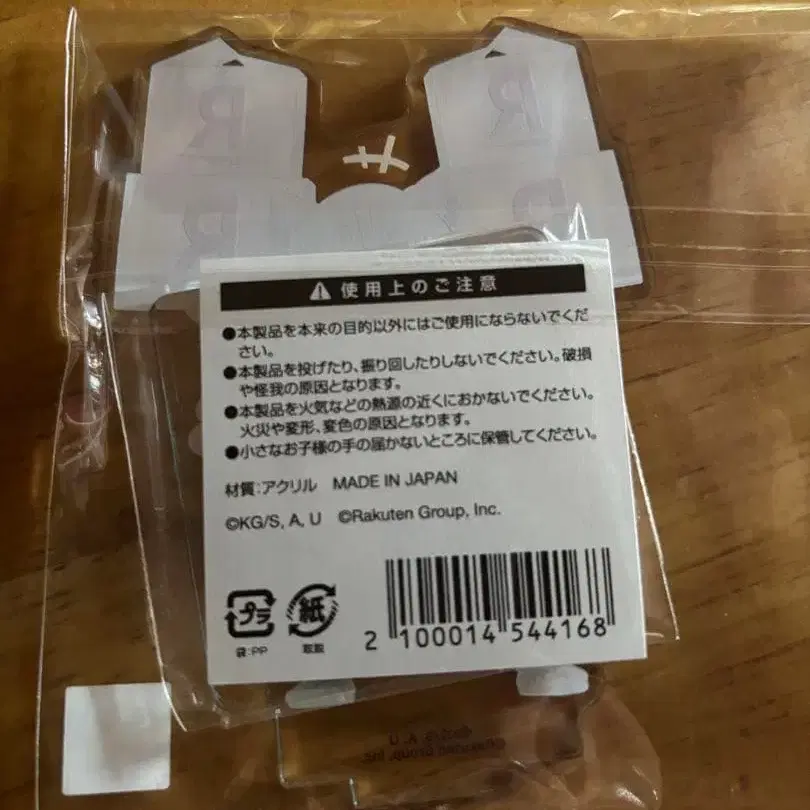 R R
R R
使用上のご注意
●本製品を本来の目的以外にはご使用にならないでくだ
さい。
●本製品を投げたり、振り回したりしないでください。破損
や怪我の原因となります。
●本製品を火気などの熱源の近くにおかないでください。
火災や変形、変色の原因となります。
●小さなお子様の手の届かないところに保管してください。
材質：アクリル MADE IN JAPAN
©KG/S, A, U ©Rakuten Group, Inc.
プラ 紙
袋：PP 取説
2 100014 544168
©KG/S, A, U
©Rakuten Group, Inc.